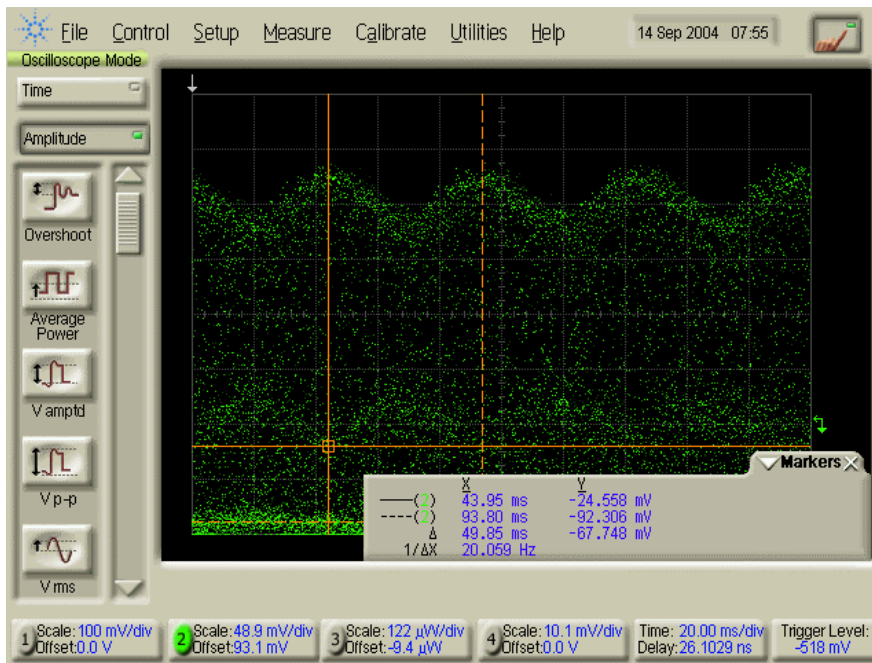 File Control Setup Measure Calibrate Utilities Help 14 Sep 2004 07:55
Oscilloscope Mode
Time
Amplitude
Overshoot
Average
Power
V amptd
V p-p
V rms
Markers
X Y
——(2) 43.95 ms -24.558 mV
----(2) 93.80 ms -92.306 mV
Δ 49.85 ms -67.748 mV
1/ΔX 20.059 Hz
1 Scale: 100 mV/div
Offset:0.0 V
2 Scale:48.9 mV/div
Offset:93.1 mV
3 Scale:122 µW/div
Offset:-9.4 µW
4 Scale:10.1 mV/div
Offset:0.0 V
Time: 20.00 ms/div
Delay:26.1029 ns
Trigger Level:
-518 mV